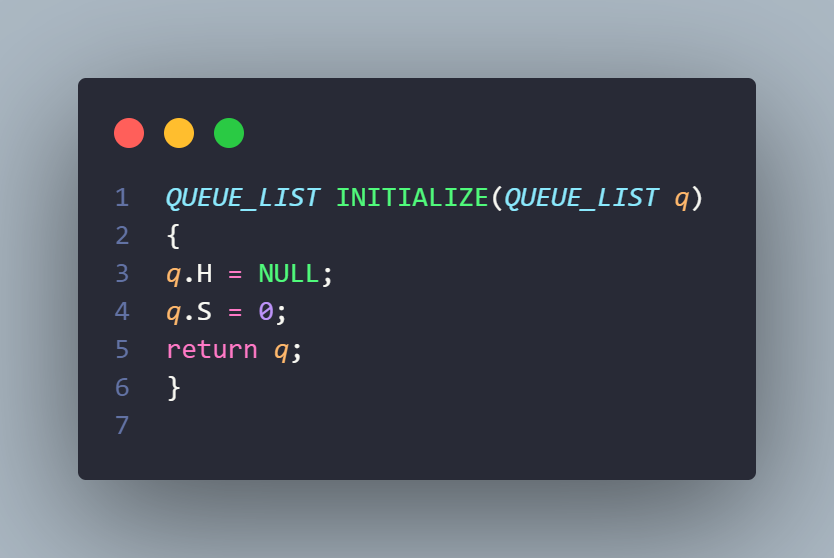 1 QUEUE_LIST INITIALIZE(QUEUE_LIST q)
2 {
3 q.H = NULL;
4 q.S = 0;
5 return q;
6 }
7